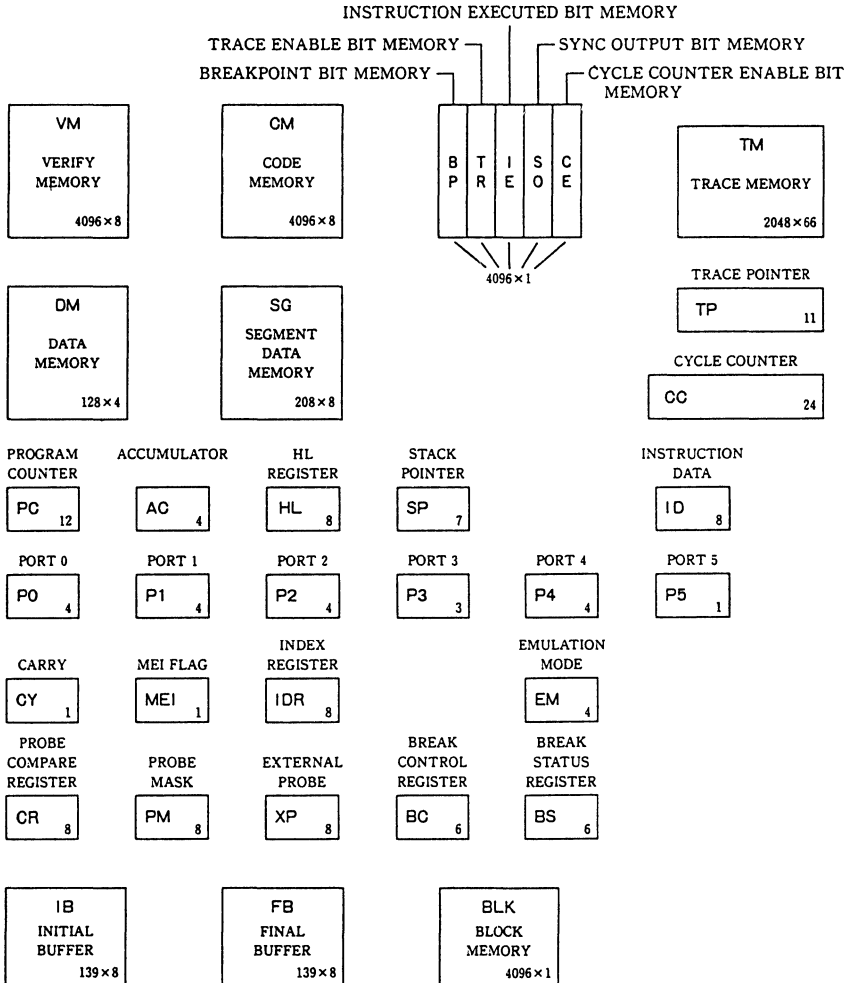 INSTRUCTION EXECUTED BIT MEMORY
TRACE ENABLE BIT MEMORY
SYNC OUTPUT BIT MEMORY
BREAKPOINT BIT MEMORY
CYCLE COUNTER ENABLE BIT
MEMORY
VM
VERIFY
MEMORY
4096×8
CM
CODE
MEMORY
4096×8
B T I S C
P R E O E
4096×1
TM
TRACE MEMORY
2048×66
DM
DATA
MEMORY
128×4
SG
SEGMENT
DATA
MEMORY
208×8
TRACE POINTER
TP 11
CYCLE COUNTER
CC 24
PROGRAM
COUNTER
PC 12
ACCUMULATOR
AC 4
HL
REGISTER
HL 8
STACK
POINTER
SP 7
INSTRUCTION
DATA
ID 8
PORT 0
P0 4
PORT 1
P1 4
PORT 2
P2 4
PORT 3
P3 3
PORT 4
P4 4
PORT 5
P5 1
CARRY
CY 1
MEI FLAG
MEI 1
INDEX
REGISTER
IDR 8
EMULATION
MODE
EM 4
PROBE
COMPARE
REGISTER
CR 8
PROBE
MASK
PM 8
EXTERNAL
PROBE
XP 8
BREAK
CONTROL
REGISTER
BC 6
BREAK
STATUS
REGISTER
BS 6
IB
INITIAL
BUFFER
139×8
FB
FINAL
BUFFER
139×8
BLK
BLOCK
MEMORY
4096×1